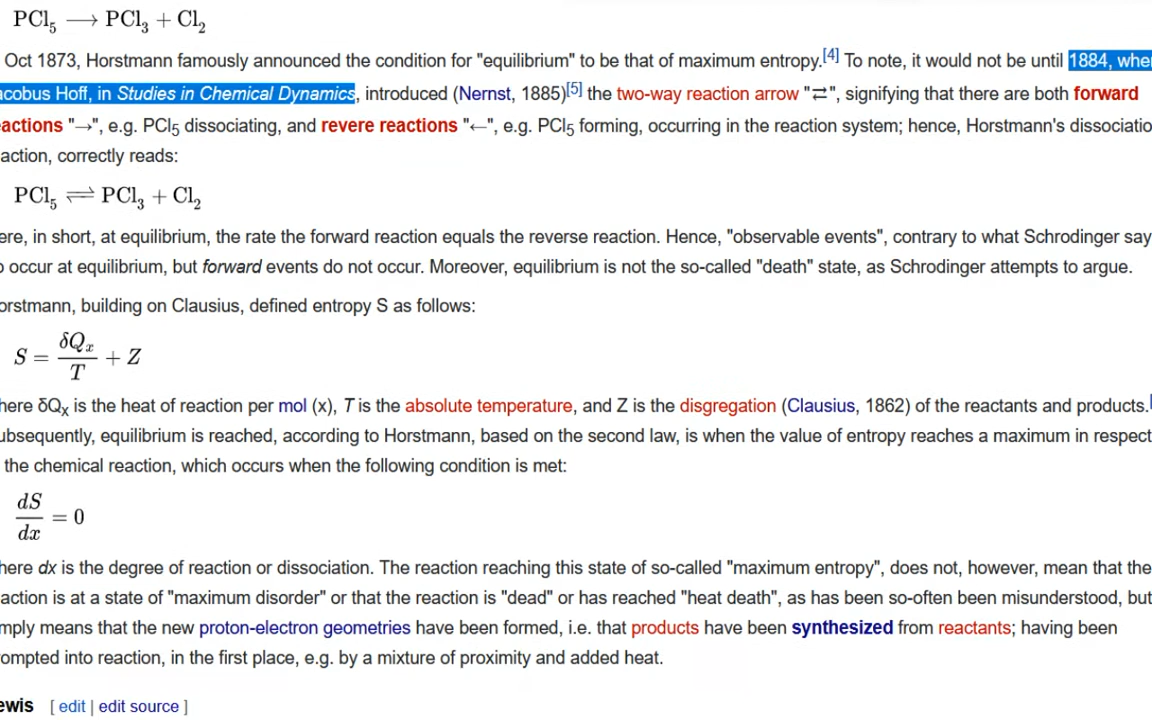 PCl₅ ⟶ PCl₃ + Cl₂
Oct 1873, Horstmann famously announced the condition for "equilibrium" to be that of maximum entropy.[4] To note, it would not be until 1884, whe
acobus Hoff, in Studies in Chemical Dynamics, introduced (Nernst, 1885)[5] the two-way reaction arrow "⇄", signifying that there are both forward
actions "→", e.g. PCl5 dissociating, and revere reactions "←", e.g. PCl5 forming, occurring in the reaction system; hence, Horstmann's dissociatio
action, correctly reads:
PCl₅ ⇌ PCl₃ + Cl₂
ere, in short, at equilibrium, the rate the forward reaction equals the reverse reaction. Hence, "observable events", contrary to what Schrodinger say
o occur at equilibrium, but forward events do not occur. Moreover, equilibrium is not the so-called "death" state, as Schrodinger attempts to argue.
orstmann, building on Clausius, defined entropy S as follows:
S = δQₓ / T + Z
here δQₓ is the heat of reaction per mol (x), T is the absolute temperature, and Z is the disgregation (Clausius, 1862) of the reactants and products.[
ubsequently, equilibrium is reached, according to Horstmann, based on the second law, is when the value of entropy reaches a maximum in respect
the chemical reaction, which occurs when the following condition is met:
dS / dx = 0
here dx is the degree of reaction or dissociation. The reaction reaching this state of so-called "maximum entropy", does not, however, mean that the
action is at a state of "maximum disorder" or that the reaction is "dead" or has reached "heat death", as has been so-often been misunderstood, but
mply means that the new proton-electron geometries have been formed, i.e. that products have been synthesized from reactants; having been
ompted into reaction, in the first place, e.g. by a mixture of proximity and added heat.
ewis [ edit | edit source ]